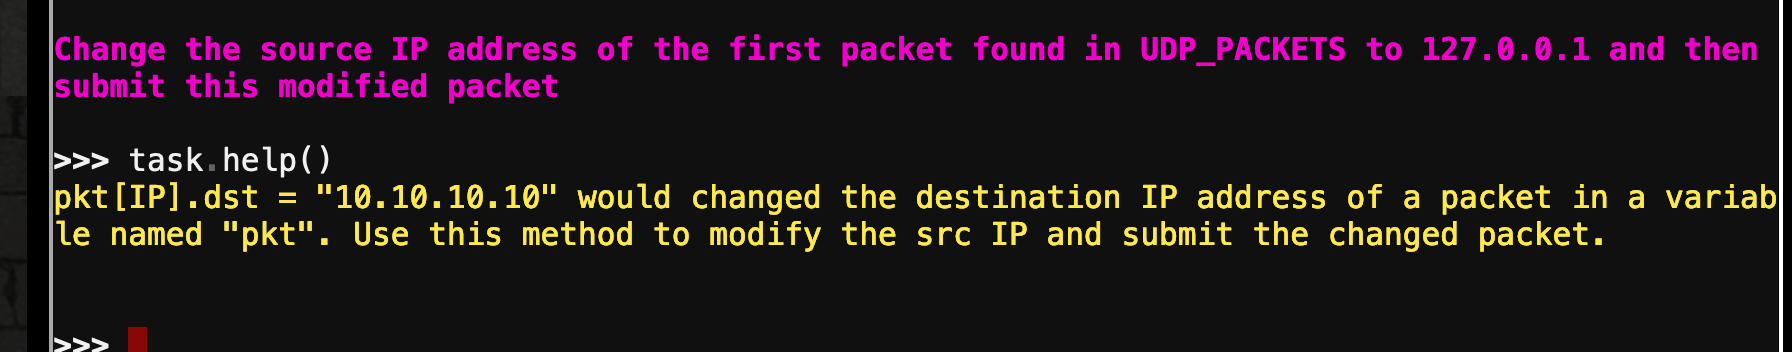 Change the source IP address of the first packet found in UDP_PACKETS to 127.0.0.1 and then
submit this modified packet
>>> task.help()
pkt[IP].dst = "10.10.10.10" would changed the destination IP address of a packet in a variab
le named "pkt". Use this method to modify the src IP and submit the changed packet.
>>>